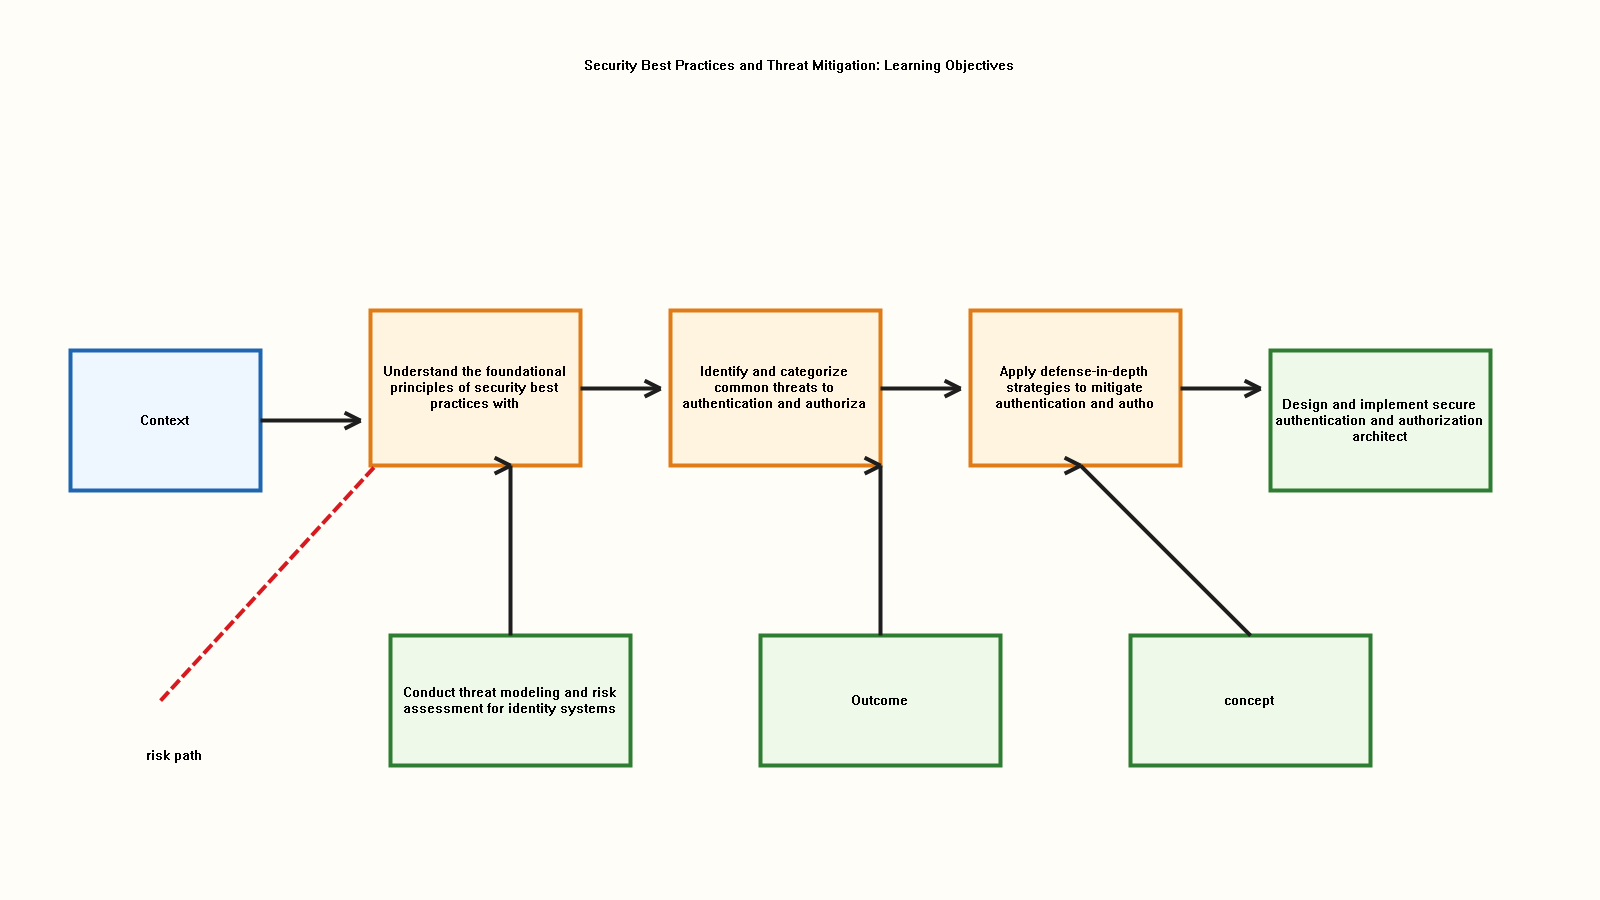 Security Best Practices and Threat Mitigation: Learning Objectives
Context
Understand the foundational
principles of security best
practices with
Identify and categorize
common threats to
authentication and authoriza
Apply defense-in-depth
strategies to mitigate
authentication and autho
Design and implement secure
authentication and authorization
architect
Conduct threat modeling and risk
assessment for identity systems
Outcome
concept
risk path